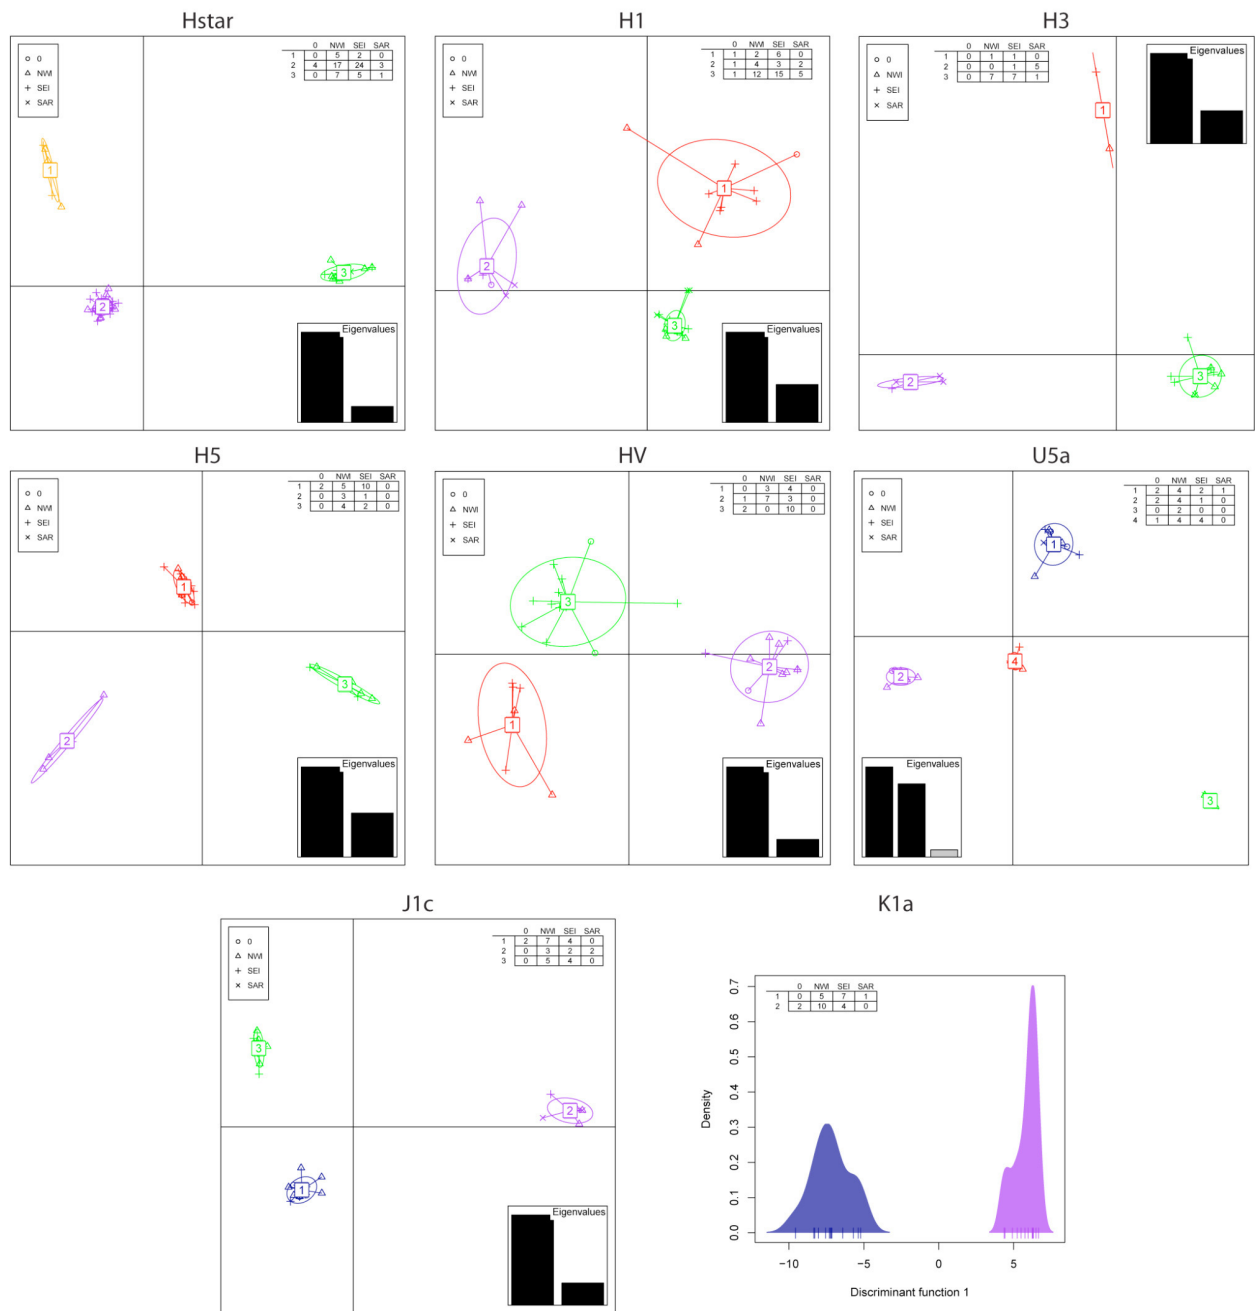 Hstar
0
NWI
SEI
SAR
0 NWI SEI SAR
1 0 5 2 0
2 4 17 24 3
3 0 7 5 1
1
2
3
Eigenvalues
H1
0
NWI
SEI
SAR
0 NWI SEI SAR
1 1 2 6 0
2 1 4 3 2
3 1 12 15 5
1
2
3
Eigenvalues
H3
0
NWI
SEI
SAR
0 NWI SEI SAR
1 0 1 1 0
2 0 0 1 5
3 0 7 7 1
Eigenvalues
1
2
3
H5
0
NWI
SEI
SAR
0 NWI SEI SAR
1 2 5 10 0
2 0 3 1 0
3 0 4 2 0
1
3
2
Eigenvalues
HV
0
NWI
SEI
SAR
0 NWI SEI SAR
1 0 3 4 0
2 1 7 3 0
3 2 0 10 0
3
2
1
Eigenvalues
U5a
0
NWI
SEI
SAR
0 NWI SEI SAR
1 2 4 2 1
2 2 4 1 0
3 0 2 0 0
4 1 4 4 0
1
4
2
3
Eigenvalues
J1c
0
NWI
SEI
SAR
0 NWI SEI SAR
1 2 7 4 0
2 0 3 2 2
3 0 5 4 0
3
2
1
Eigenvalues
K1a
0 NWI SEI SAR
1 0 5 7 1
2 2 10 4 0
0.7
0.6
0.5
0.4
0.3
0.2
0.1
0.0
Density
−10 −5 0 5
Discriminant function 1